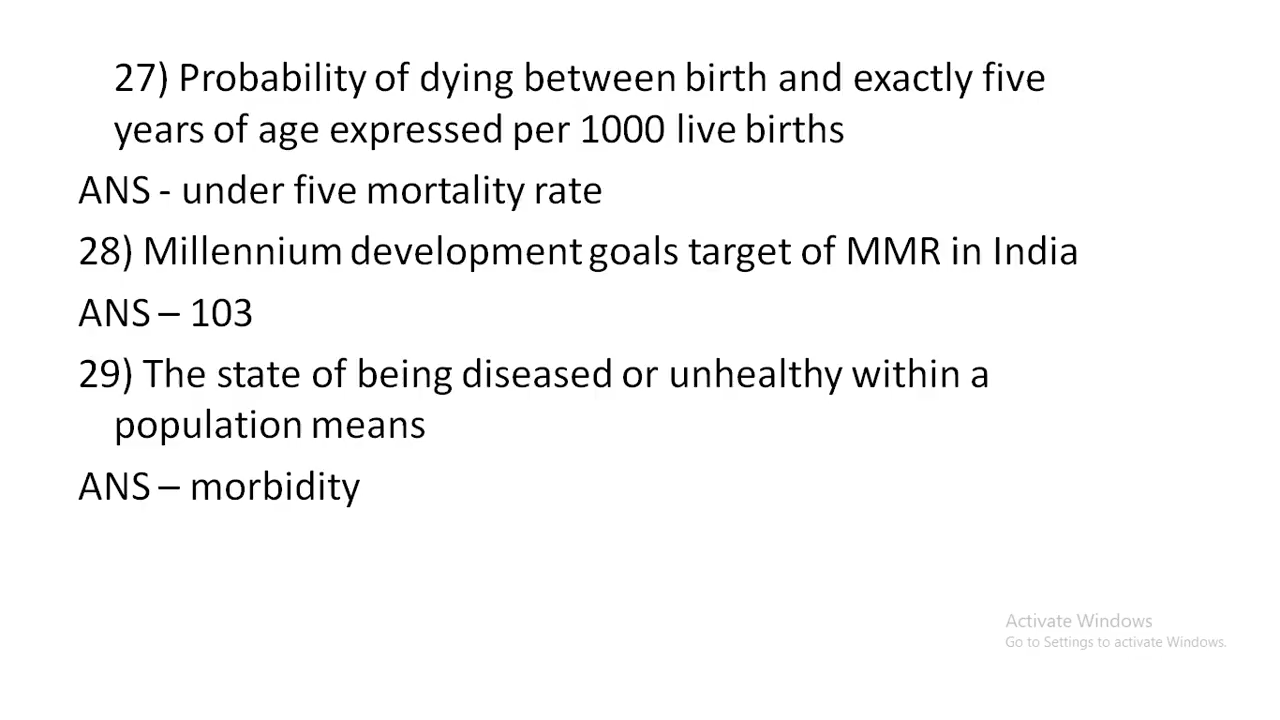 27) Probability of dying between birth and exactly five
years of age expressed per 1000 live births
ANS - under five mortality rate
28) Millennium development goals target of MMR in India
ANS – 103
29) The state of being diseased or unhealthy within a
population means
ANS – morbidity
Activate Windows
Go to Settings to activate Windows.